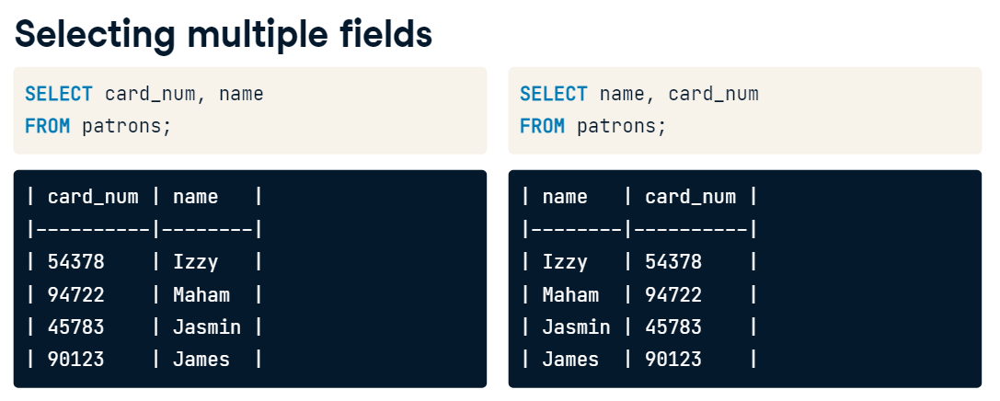 Selecting multiple fields
SELECT card_num, name
FROM patrons;
| card_num | name   |
|----------|--------|
| 54378    | Izzy   |
| 94722    | Maham  |
| 45783    | Jasmin |
| 90123    | James  |
SELECT name, card_num
FROM patrons;
| name   | card_num |
|--------|----------|
| Izzy   | 54378    |
| Maham  | 94722    |
| Jasmin | 45783    |
| James  | 90123    |